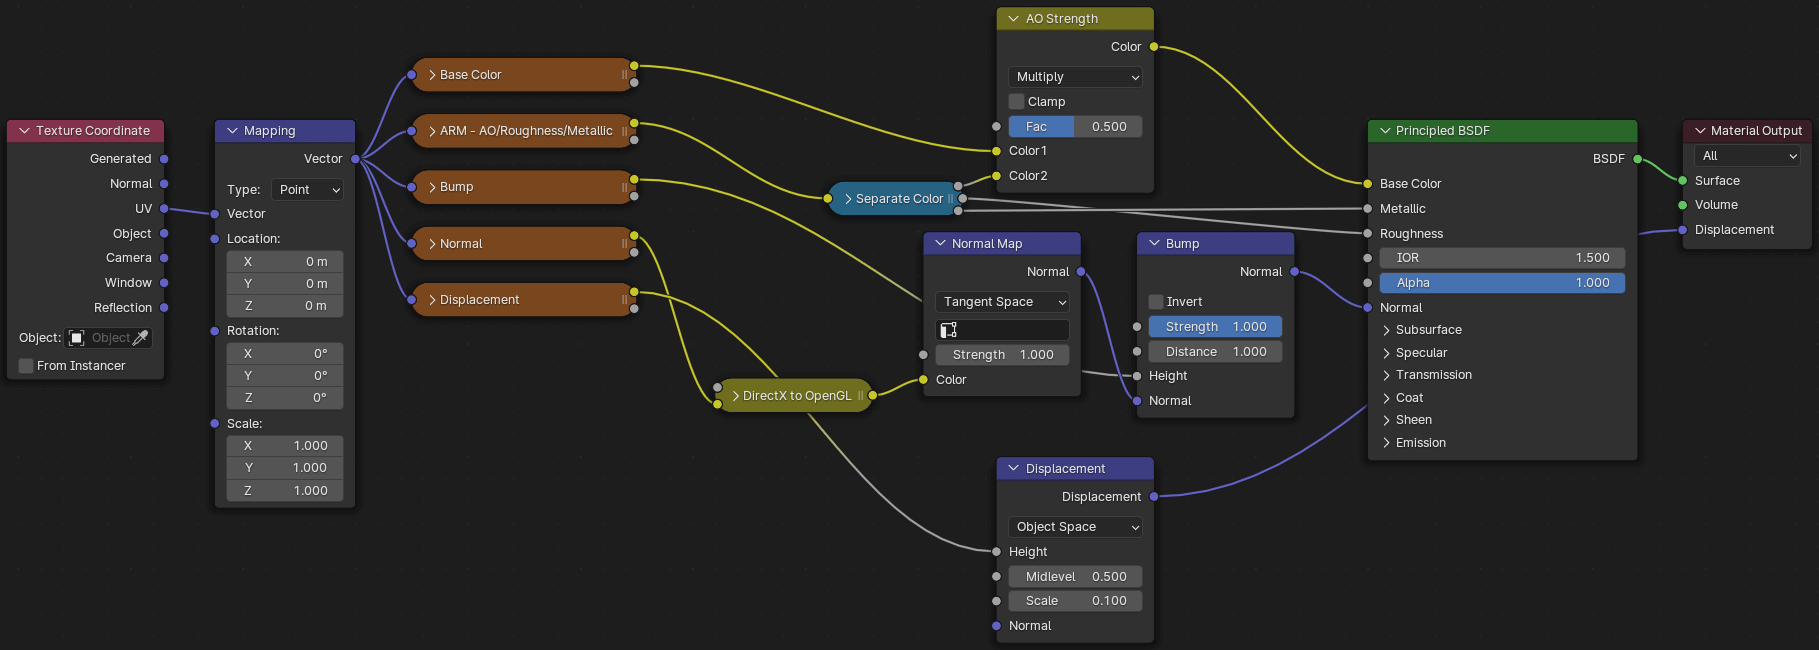 Texture Coordinate
Generated
Normal
UV
Object
Camera
Window
Reflection
Object: Object
From Instancer
Mapping
Vector
Type: Point
Vector
Location:
X 0 m
Y 0 m
Z 0 m
Rotation:
X 0°
Y 0°
Z 0°
Scale:
X 1.000
Y 1.000
Z 1.000
Base Color
ARM - AO/Roughness/Metallic
Bump
Normal
Displacement
DirectX to OpenGL
Separate Color
AO Strength
Color
Multiply
Clamp
Fac 0.500
Color1
Color2
Normal Map
Normal
Tangent Space
Strength 1.000
Color
Bump
Normal
Invert
Strength 1.000
Distance 1.000
Height
Normal
Displacement
Displacement
Object Space
Height
Midlevel 0.500
Scale 0.100
Normal
Principled BSDF
BSDF
Base Color
Metallic
Roughness
IOR 1.500
Alpha 1.000
Normal
Subsurface
Specular
Transmission
Coat
Sheen
Emission
Material Output
All
Surface
Volume
Displacement